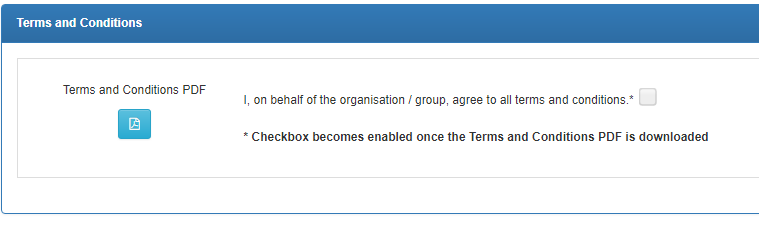 Terms and Conditions
Terms and Conditions PDF
I, on behalf of the organisation / group, agree to all terms and conditions.*
* Checkbox becomes enabled once the Terms and Conditions PDF is downloaded